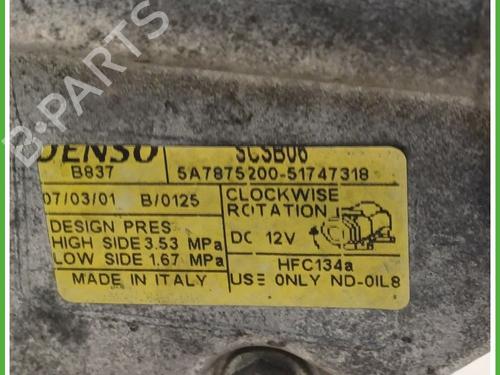 B-PARTS
DENSO SCSB06
B837 5A7875200-51747318
07/03/01 B/0125 CLOCKWISE
ROTATION
DESIGN PRES
HIGH SIDE 3.53 MPa DC 12V
LOW SIDE 1.67 MPa HFC134a
MADE IN ITALY USE ONLY ND-OIL8